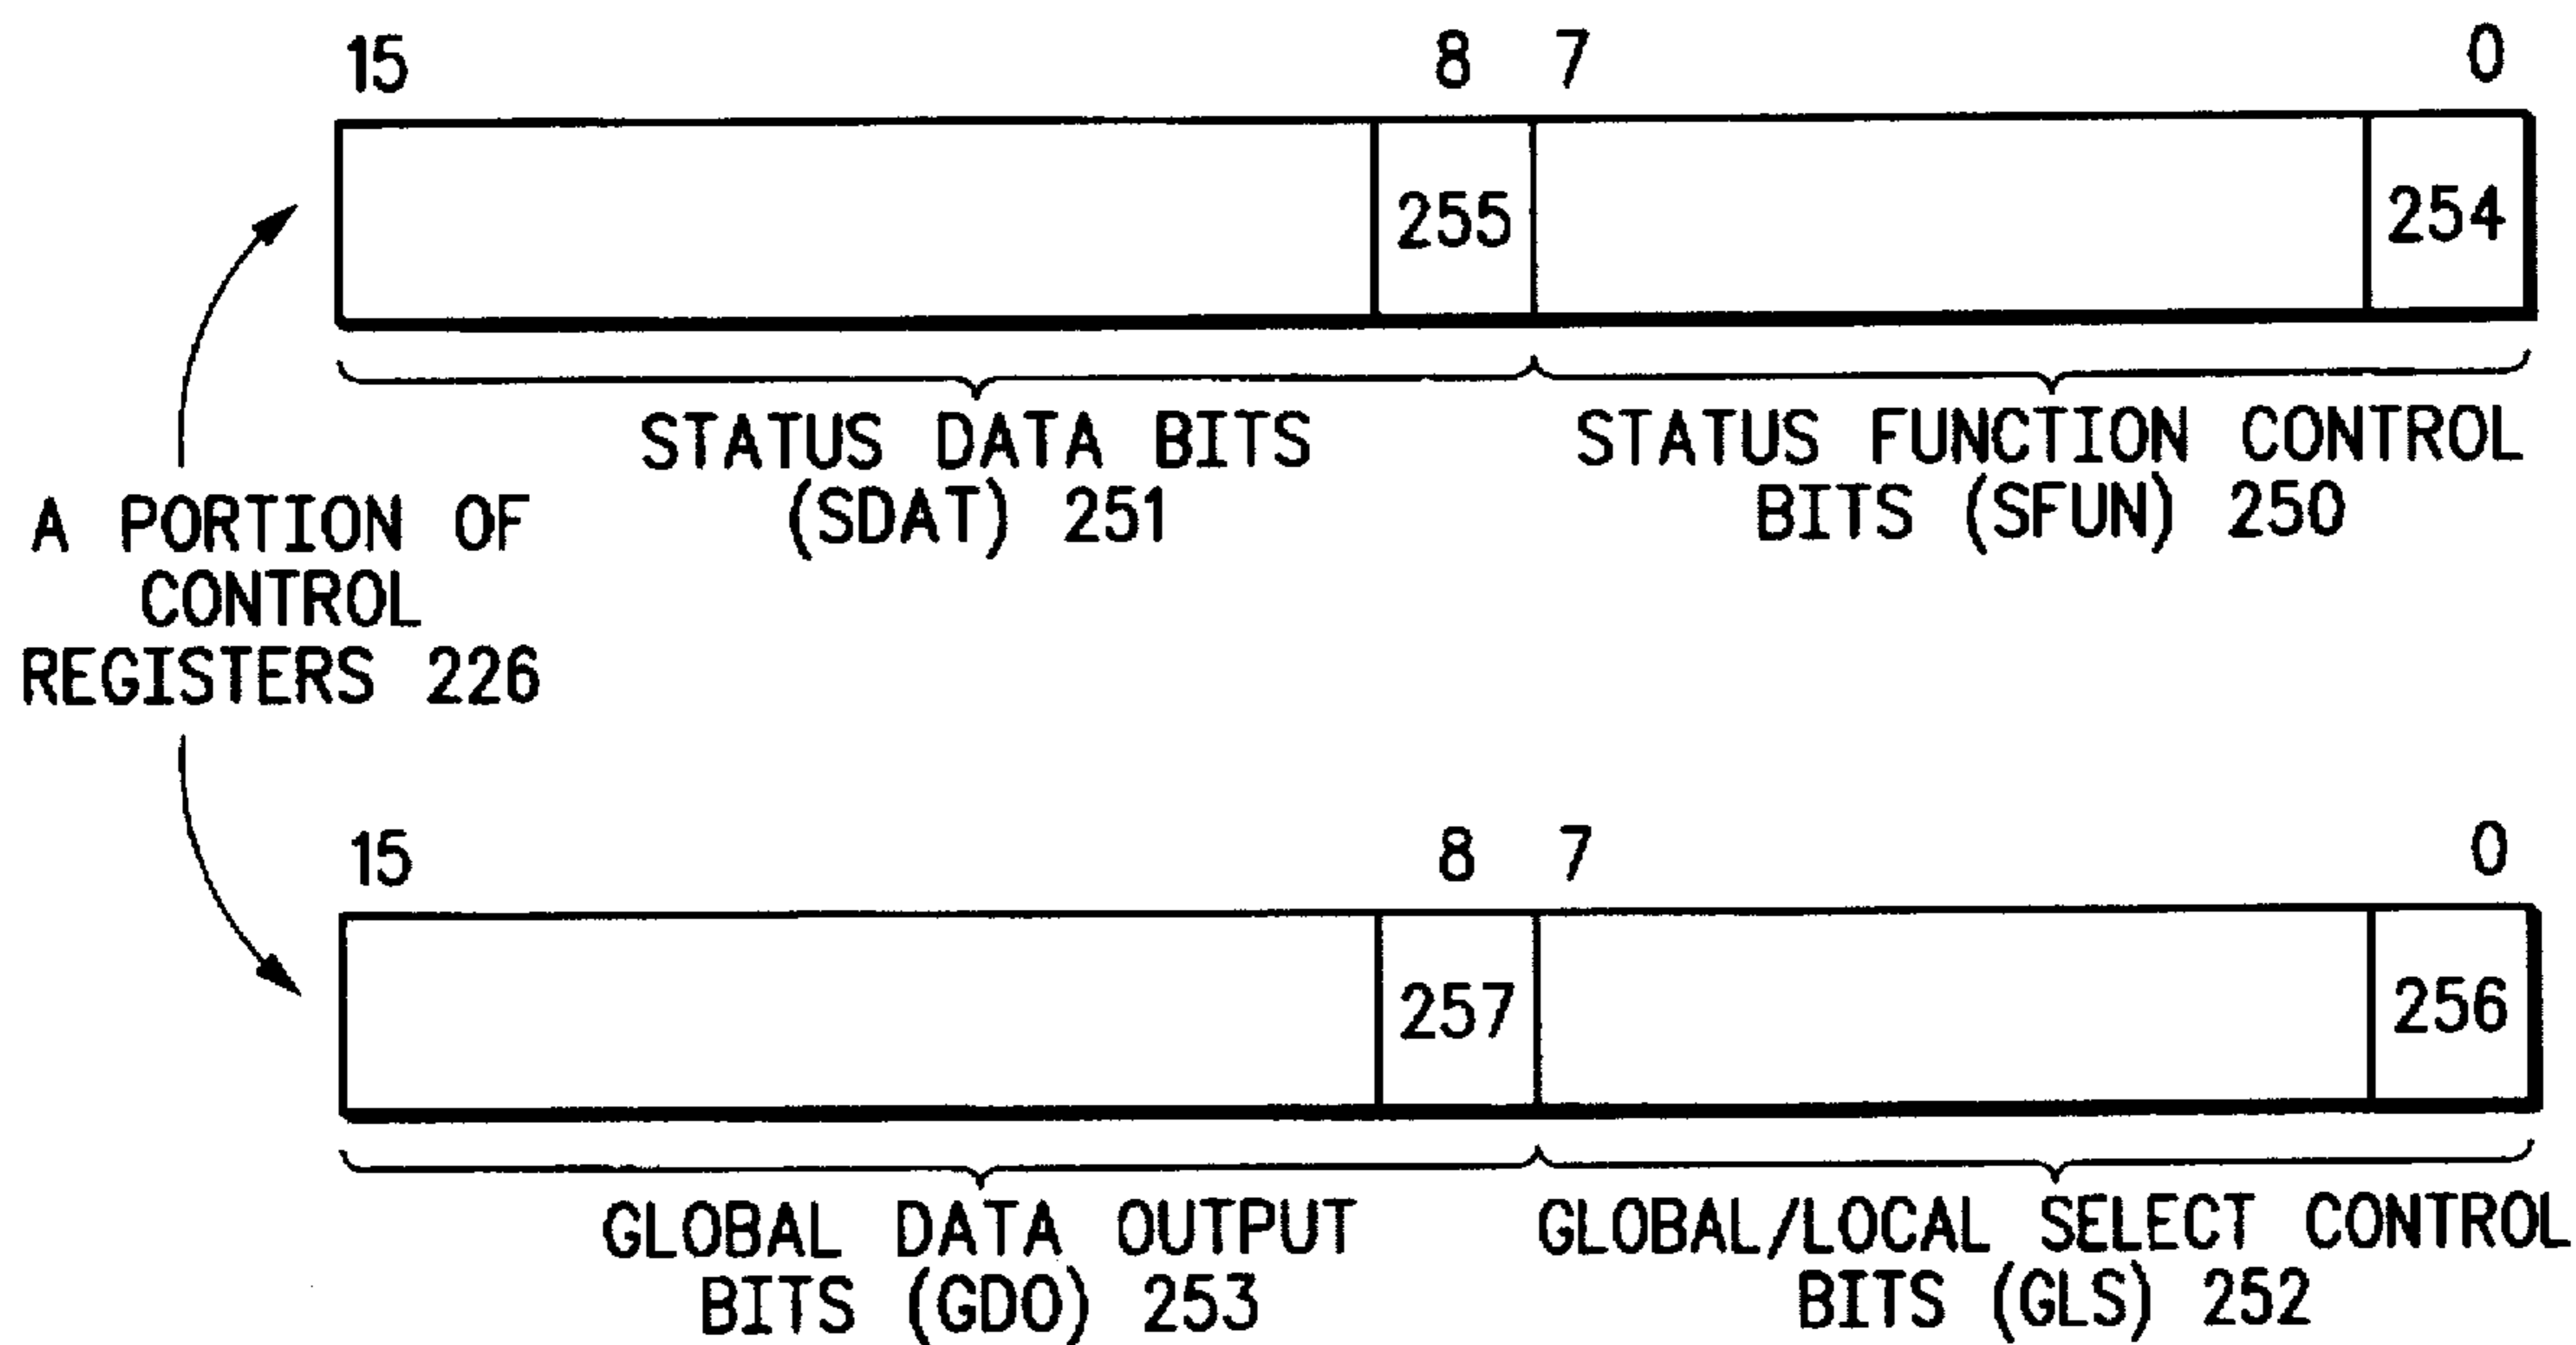 15 8 7 0
255 254
STATUS DATA BITS
(SDAT) 251
STATUS FUNCTION CONTROL
BITS (SFUN) 250
A PORTION OF
CONTROL
REGISTERS 226
15 8 7 0
257 256
GLOBAL DATA OUTPUT
BITS (GDO) 253
GLOBAL/LOCAL SELECT CONTROL
BITS (GLS) 252